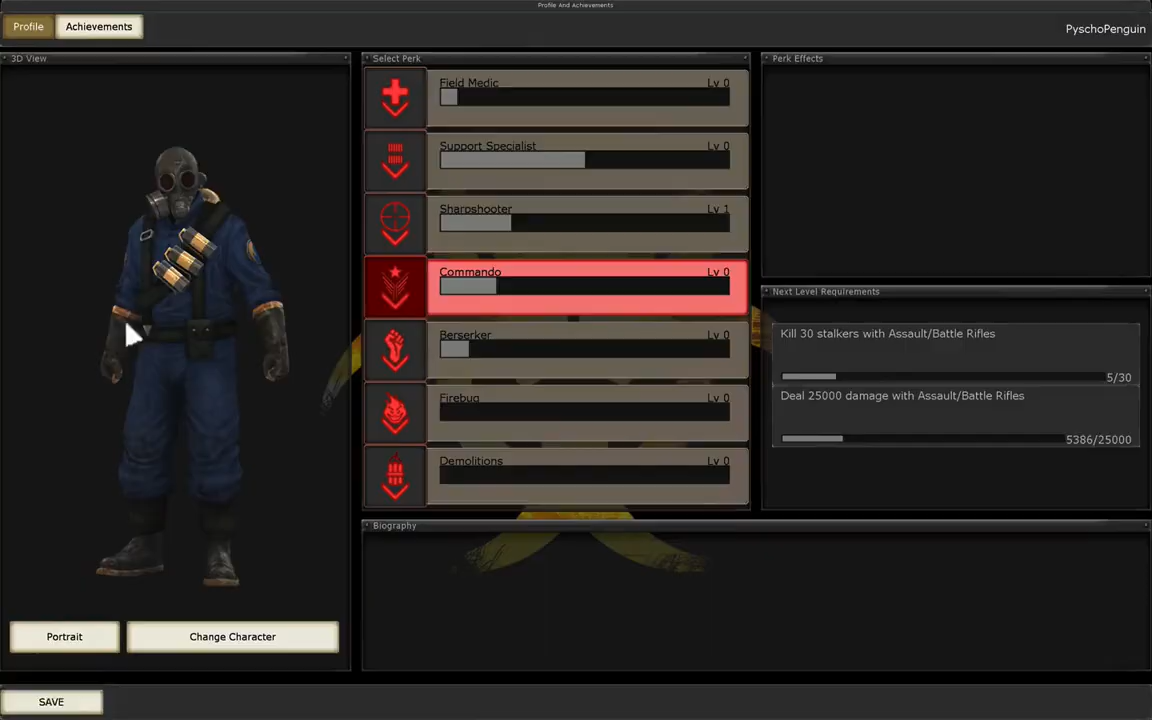 Profile And Achievements
Profile
Achievements
PyschoPenguin
3D View
Select Perk
Perk Effects
Field Medic Lv 0
Support Specialist Lv 0
Sharpshooter Lv 1
Commando Lv 0
Berserker Lv 0
Firebug Lv 0
Demolitions Lv 0
Next Level Requirements
Kill 30 stalkers with Assault/Battle Rifles
5/30
Deal 25000 damage with Assault/Battle Rifles
5386/25000
Biography
Portrait
Change Character
SAVE